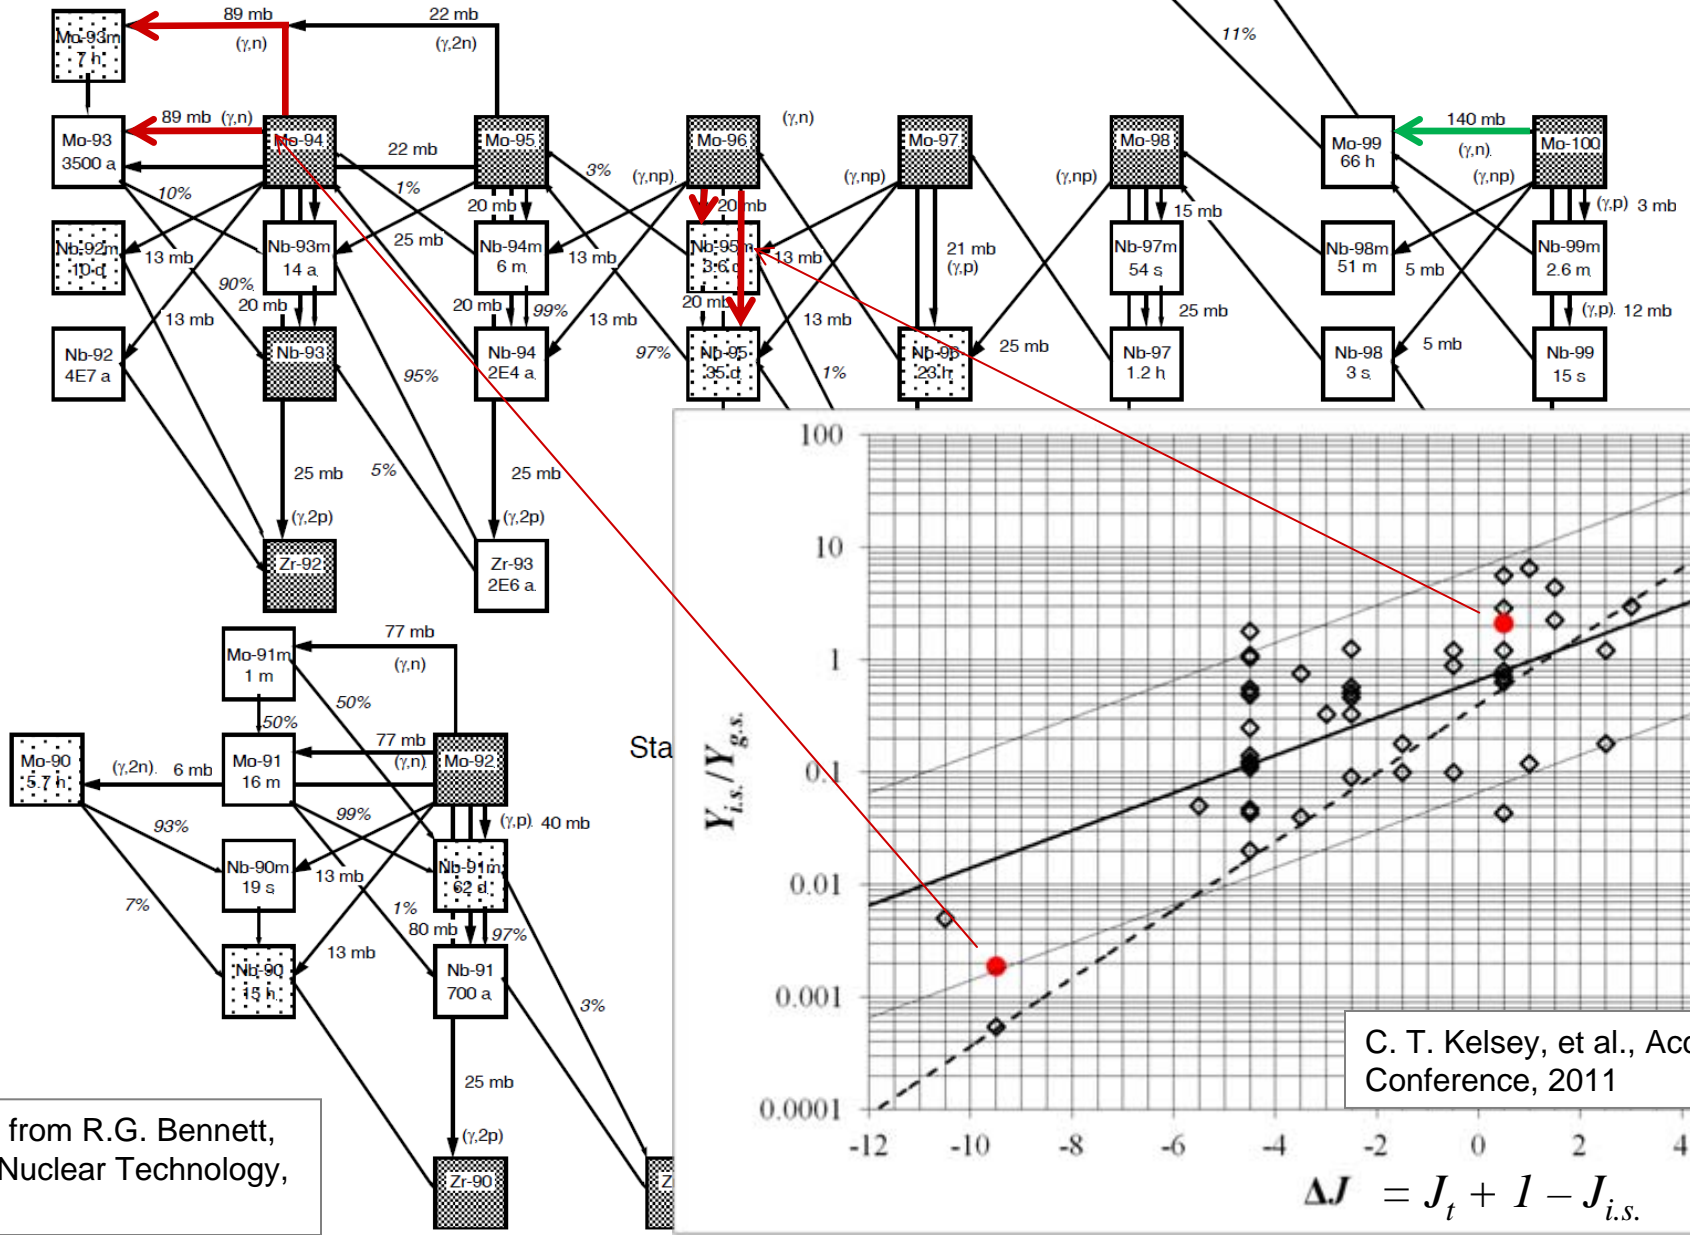 89 mb
22 mb
11%
Mo-93m
7 h
(γ,n)
(γ,2n)
Mo-93
3500 a
89 mb (γ,n)
Mo-94
22 mb
Mo-95
3%
Mo-96
(γ,n)
Mo-97
Mo-98
Mo-99
66 h
140 mb
(γ,n)
Mo-100
10%
1%
(γ,np)
(γ,np)
(γ,np)
(γ,np)
20 mb
20 mb
15 mb
(γ,p) 3 mb
Nb-92m
10 d
13 mb
Nb-93m
14 a
25 mb
Nb-94m
6 m
13 mb
Nb-95m
3.6 d
13 mb
21 mb
(γ,p)
Nb-97m
54 s
Nb-98m
51 m
5 mb
Nb-99m
2.6 m
90%
20 mb
20 mb
99%
20 mb
13 mb
13 mb
13 mb
25 mb
(γ,p) 12 mb
Nb-92
4E7 a
Nb-93
95%
Nb-94
2E4 a
97%
Nb-95
35 d
1%
Nb-96
23 h
25 mb
Nb-97
1.2 h
Nb-98
3 s
5 mb
Nb-99
15 s
25 mb
5%
25 mb
(γ,2p)
(γ,2p)
Zr-92
Zr-93
2E6 a
Mo-91m
1 m
77 mb
(γ,n)
50%
50%
Mo-90
5.7 h
(γ,2n) 6 mb
Mo-91
16 m
77 mb
(γ,n)
Mo-92
93%
99%
(γ,p) 40 mb
Nb-90m
19 s
13 mb
Nb-91m
62 d
7%
1%
80 mb
97%
Nb-90
15 h
13 mb
Nb-91
700 a
3%
25 mb
(γ,2p)
Zr-90
Z
Sta
100
10
1
0.1
0.01
0.001
0.0001
Y_{i.s.}/Y_{g.s.}
-12 -10 -8 -6 -4 -2 0 2 4
ΔJ = J_t + 1 – J_{i.s.}
C. T. Kelsey, et al., Acc
Conference, 2011
from R.G. Bennett,
Nuclear Technology,